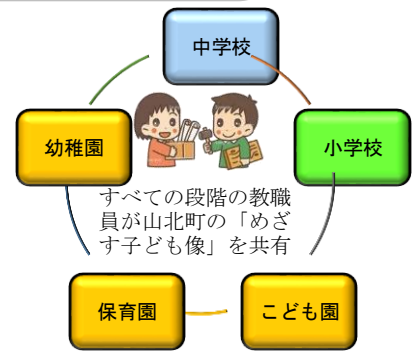 中学校
幼稚園
小学校
すべての段階の教職
員が山北町の「めざ
す子ども像」を共有
保育園
こども園